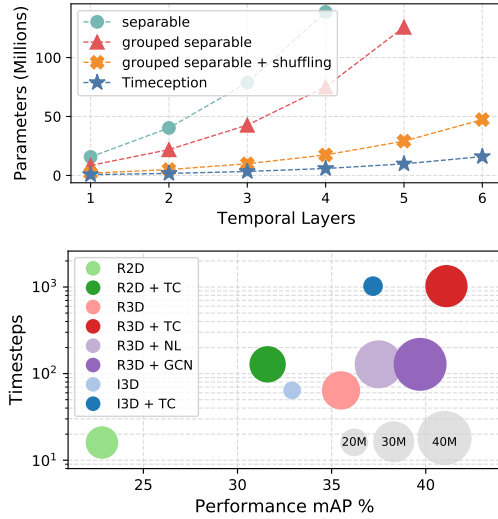 separable
grouped separable
grouped separable + shuffling
Timeception
Parameters (Millions)
100
50
0
1 2 3 4 5 6
Temporal Layers
R2D
R2D + TC
R3D
R3D + TC
R3D + NL
R3D + GCN
I3D
I3D + TC
Timesteps
10³
10²
10¹
20M 30M 40M
25 30 35 40
Performance mAP %